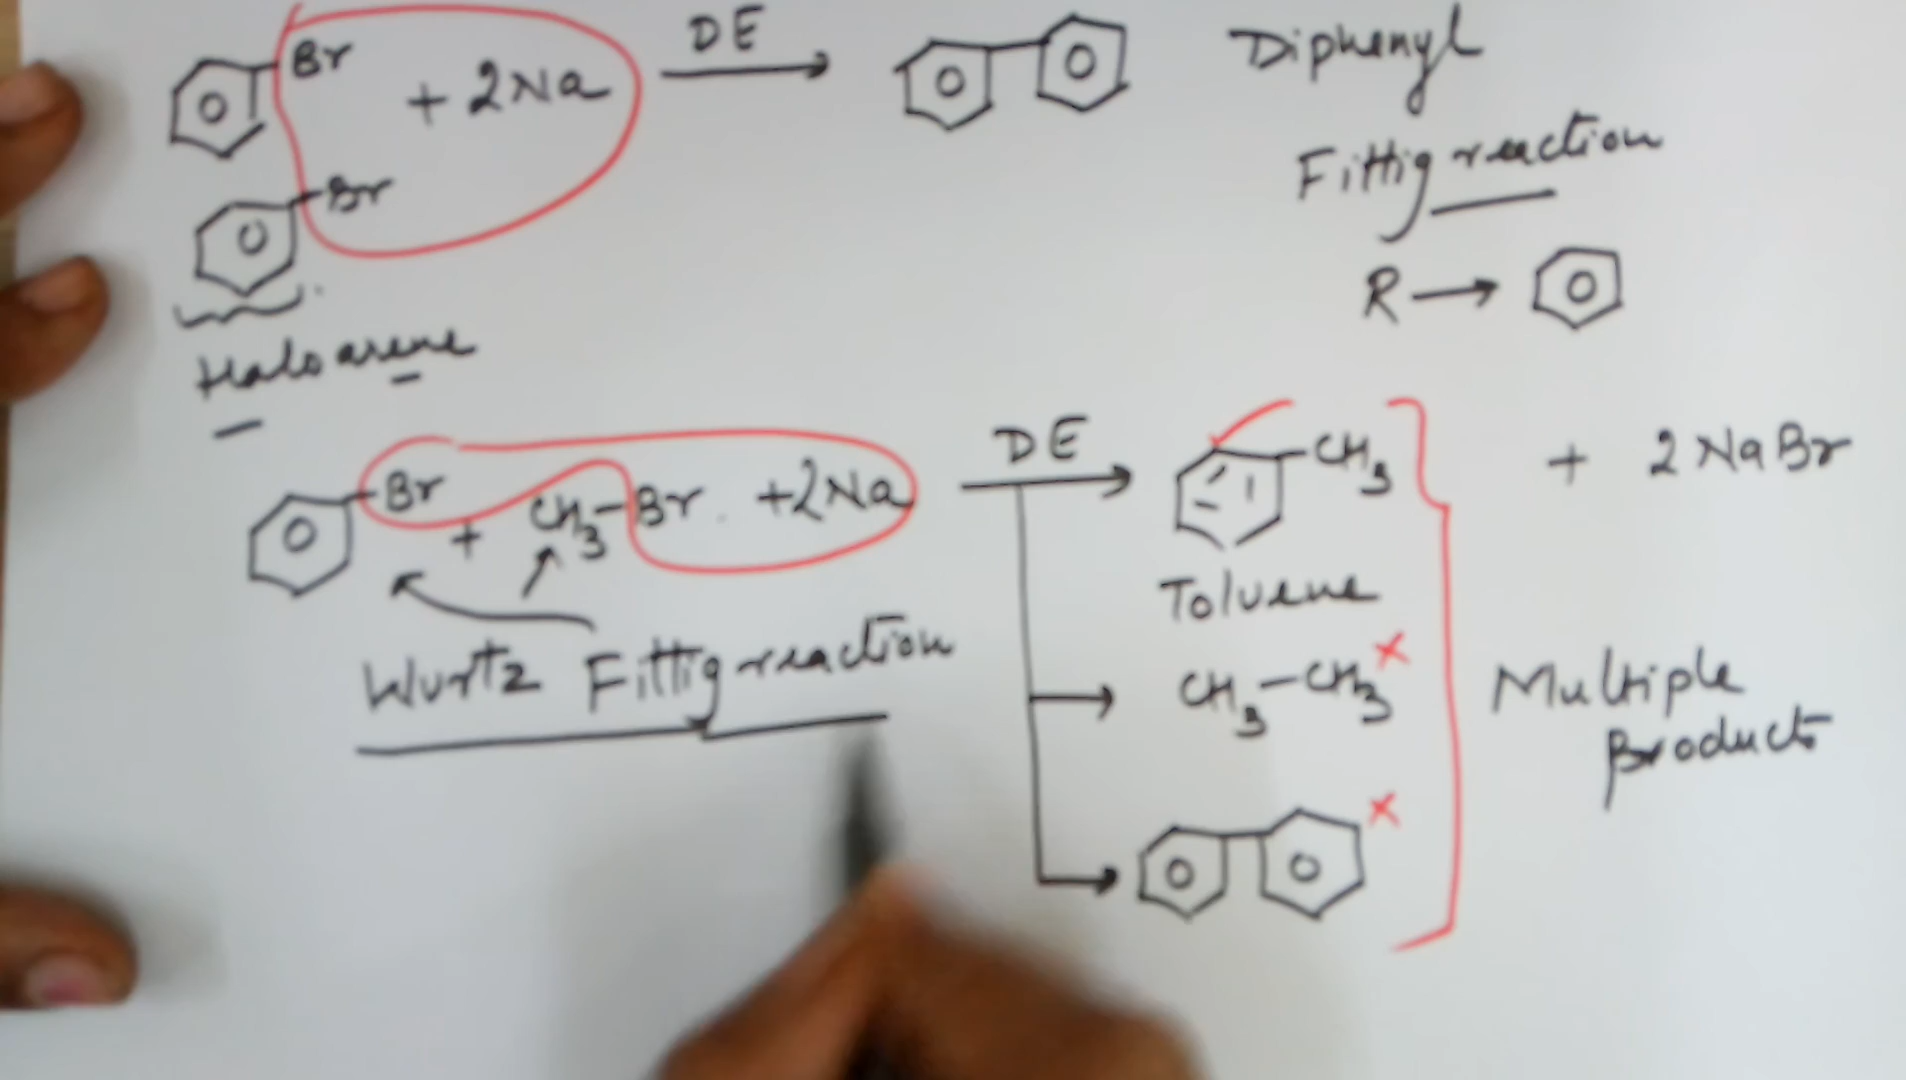 Br + 2Na DE Diphenyl
Br
Fittig reaction
R →
Haloarene
Br + CH3-Br + 2Na DE CH3 + 2NaBr
Toluene
Wurtz Fittig reaction
CH3-CH3 x
Multiple
Product
x